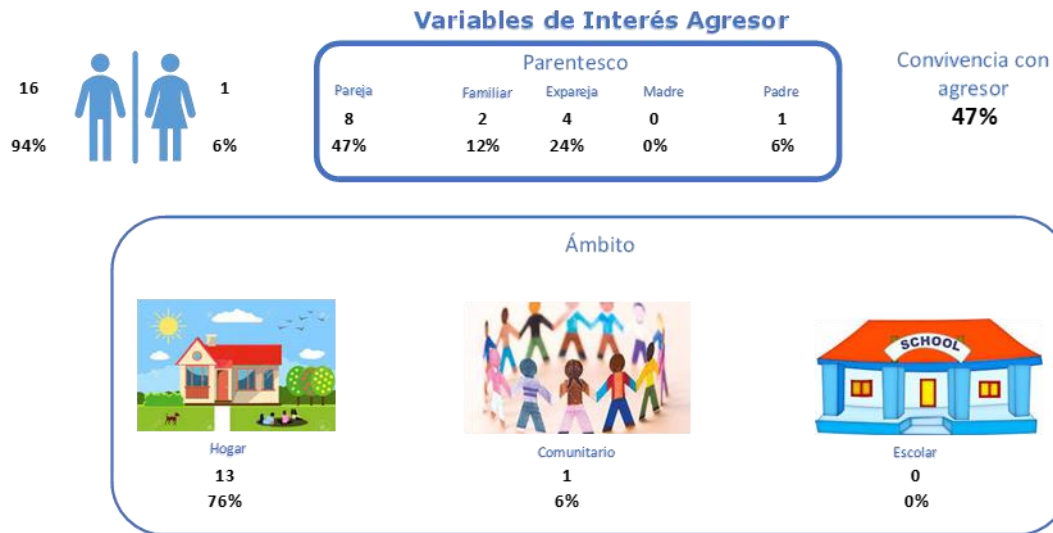 Variables de Interés Agresor
16
1
94%
6%
Parentesco
Pareja
Familiar
Expareja
Madre
Padre
8
2
4
0
1
47%
12%
24%
0%
6%
Convivencia con
agresor
47%
Ámbito
SCHOOL
Hogar
Comunitario
Escolar
13
1
0
76%
6%
0%